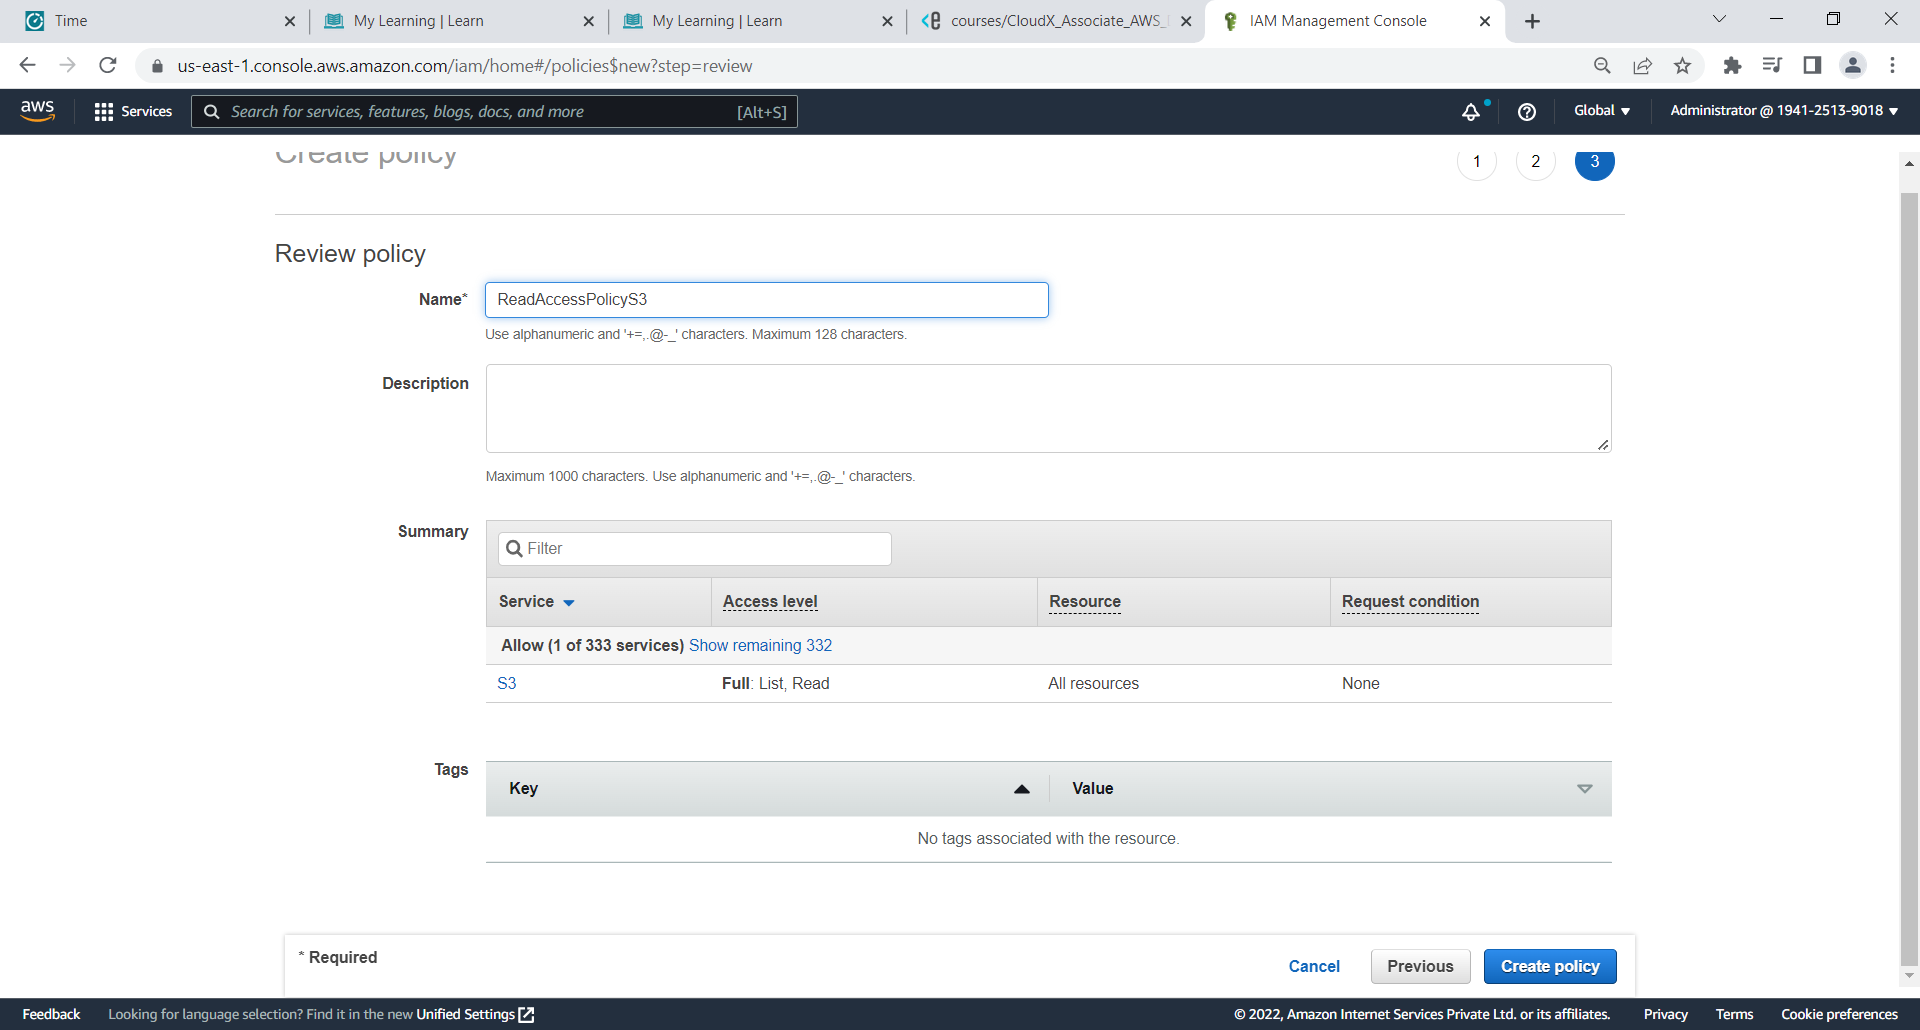 Time
My Learning | Learn
My Learning | Learn
courses/CloudX_Associate_AWS_
IAM Management Console
us-east-1.console.aws.amazon.com/iam/home#/policies$new?step=review
aws
Services
Search for services, features, blogs, docs, and more
[Alt+S]
Global
Administrator @ 1941-2513-9018
Create policy
1
2
3
Review policy
Name*
ReadAccessPolicyS3
Use alphanumeric and '+=,.@-_' characters. Maximum 128 characters.
Description
Maximum 1000 characters. Use alphanumeric and '+=,.@-_' characters.
Summary
Filter
Service
Access level
Resource
Request condition
Allow (1 of 333 services) Show remaining 332
S3
Full: List, Read
All resources
None
Tags
Key
Value
No tags associated with the resource.
* Required
Cancel
Previous
Create policy
Feedback
Looking for language selection? Find it in the new Unified Settings
© 2022, Amazon Internet Services Private Ltd. or its affiliates.
Privacy
Terms
Cookie preferences